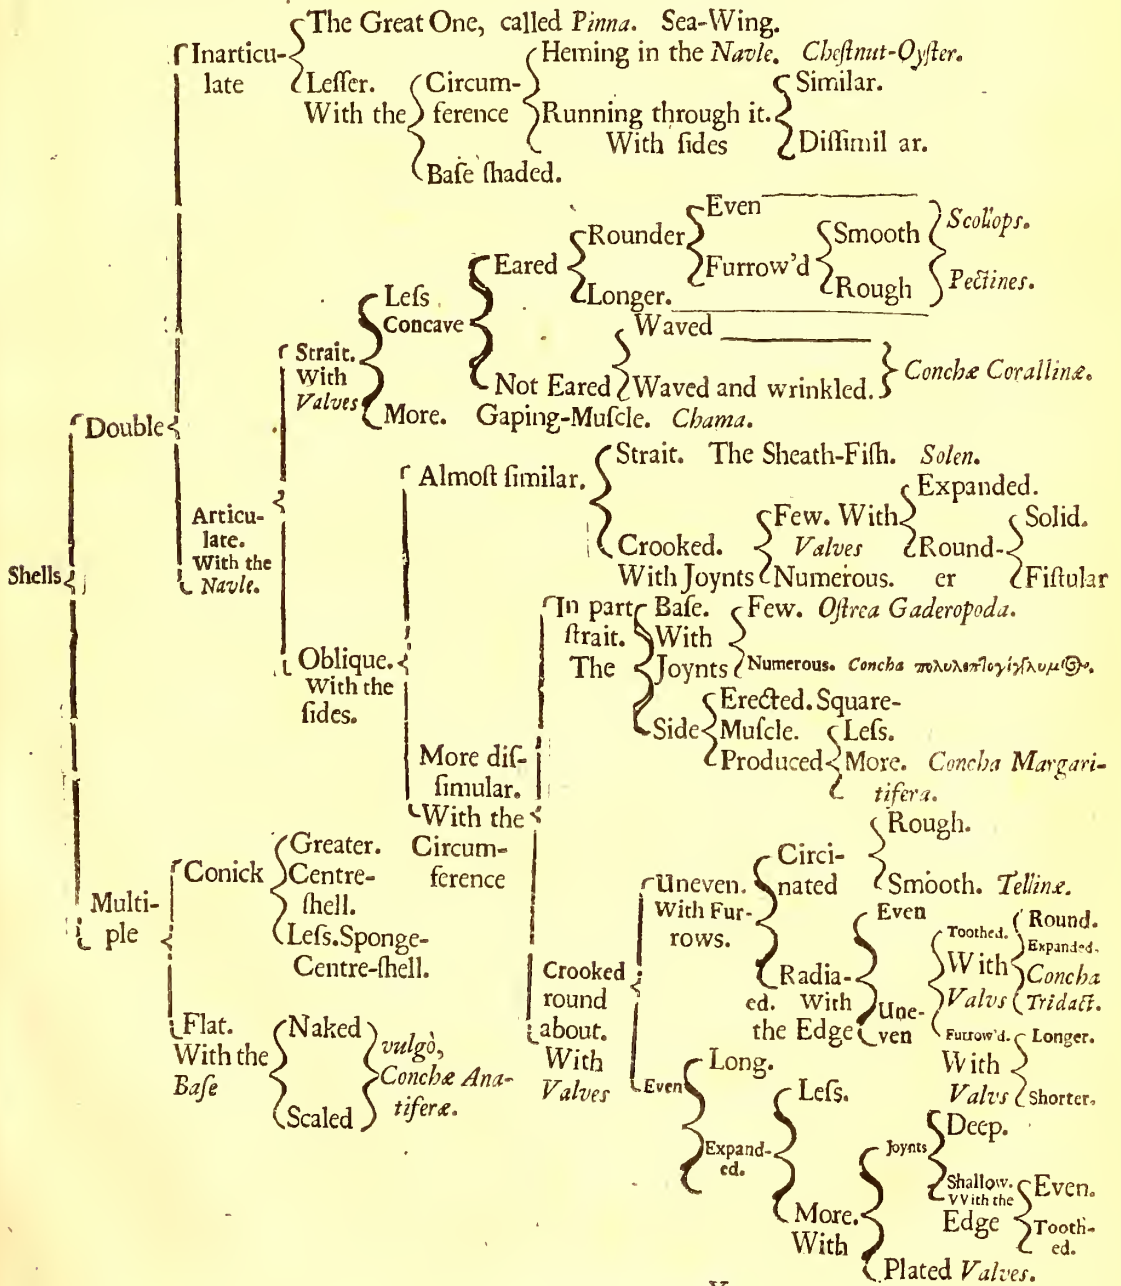 The Great One, called Pinna. Sea-Wing.
Inarticu-
late
Leſſer.
With the
Circum-
ference
Heming in the Navle. Cheſtnut-Oyſter.
Running through it.
With ſides
Similar.
Diſſimil ar.
Baſe ſhaded.
Double
Articu-
late.
With the
Navle.
Strait.
With
Valves
Leſs
Concave
Eared
Rounder
Even
Furrow'd
Smooth
Rough
Scollops.
Pectines.
Longer.
Not Eared
Waved
Waved and wrinkled.
Conchæ Corallinæ.
More. Gaping-Muſcle. Chama.
Shells
Oblique.
With the
ſides.
Almoſt ſimilar.
Strait. The Sheath-Fiſh. Solen.
Crooked.
With Joynts
Few. With
Valves
Expanded.
Round-
er
Solid.
Fiſtular
Numerous.
More diſ-
ſimular.
With the
Circum-
ference
In part
ſtrait.
The
Baſe.
With
Joynts
Few. Oſtrea Gaderopoda.
Numerous. Concha
Side
Erected. Square-
Muſcle.
Produced
Leſs.
More. Concha Margari-
tifera.
Crooked
round
about.
With
Valves
Uneven.
With Fur-
rows.
Circi-
nated
Rough.
Smooth. Tellinæ.
Radia-
ed. With
the Edge
Even
Une-
ven
Toothed.
With
Valvs
Round.
Expanded.
Concha
Tridact.
Furrow'd.
With
Valvs
Longer.
Shorter.
Even
Long.
Expand-
ed.
Leſs.
More.
With
Joynts
Deep.
Shallow.
VVith the
Edge
Even.
Tooth-
ed.
Plated Valves.
Multi-
ple
Conick
Greater.
Centre-
ſhell.
Leſs. Sponge-
Centre-ſhell.
Flat.
With the
Baſe
Naked
Scaled
vulgò,
Conchæ Ana-
tiferæ.